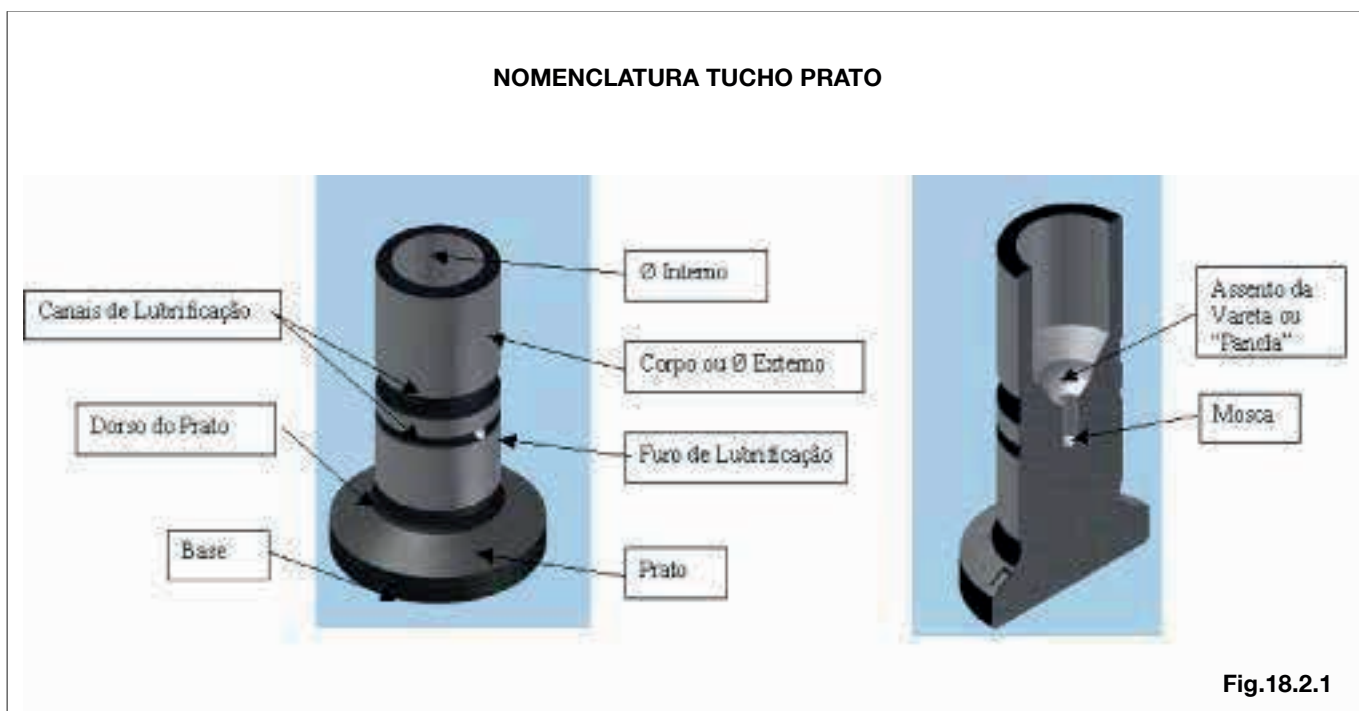 NOMENCLATURA TUCHO PRATO
Ø Interno
Canais de Lubrificação
Corpo ou Ø Externo
Dorso do Prato
Furo de Lubrificação
Base
Prato
Assento da
Vareta ou
"Panela"
Mosca
Fig.18.2.1